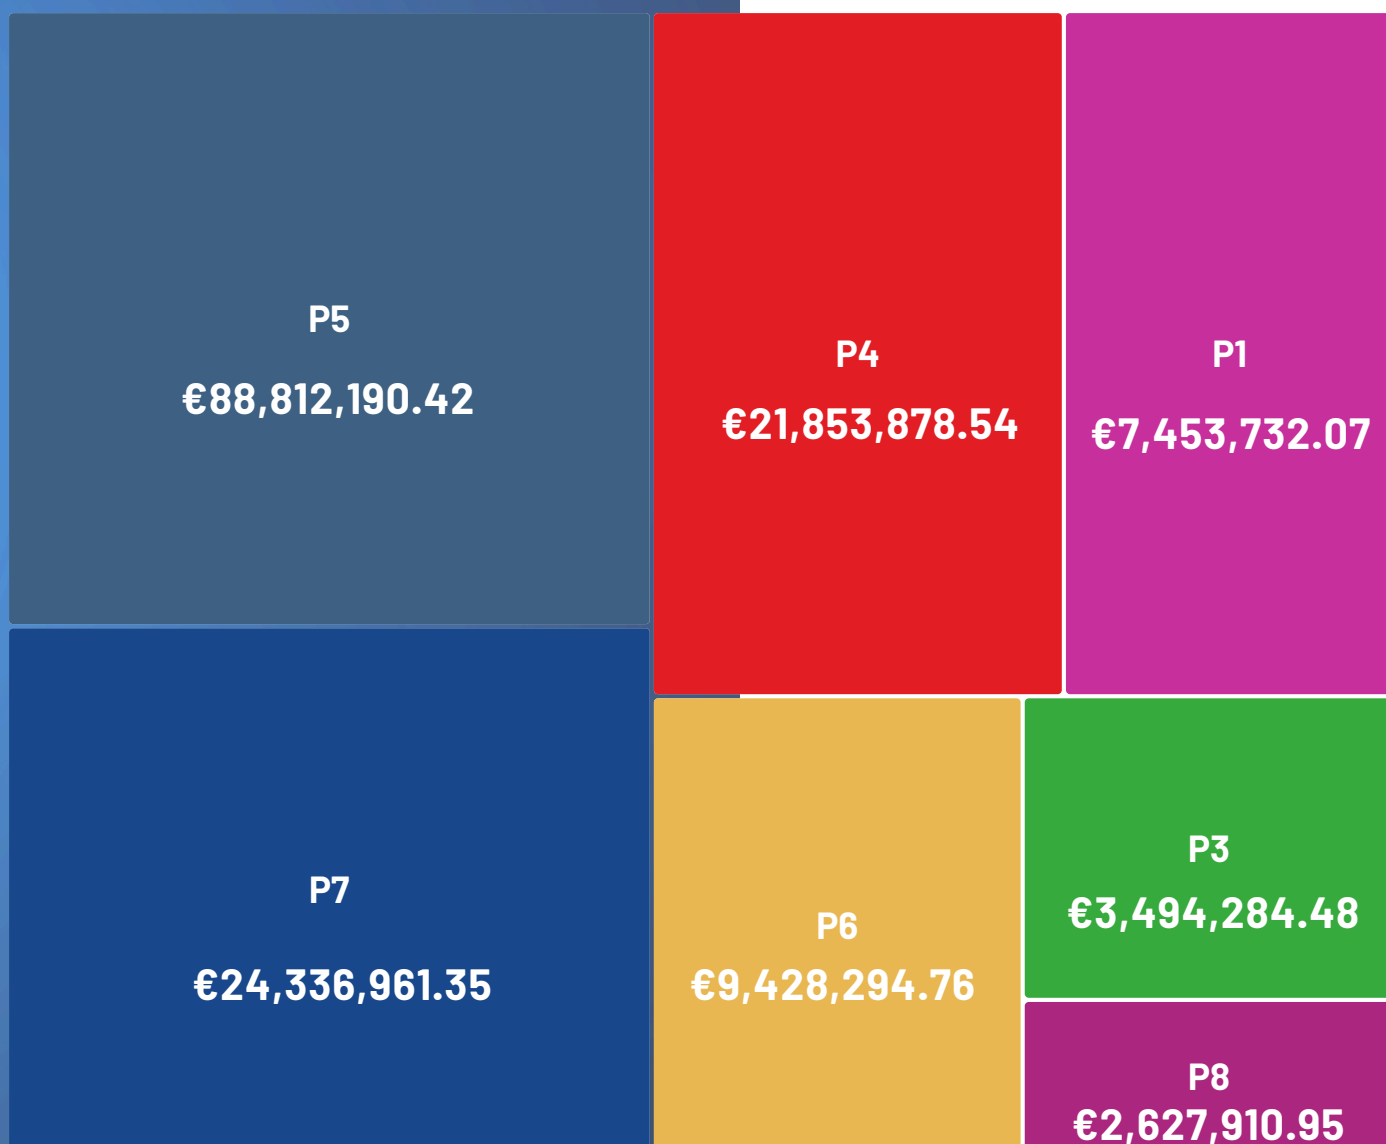 P5
€88,812,190.42
P4
€21,853,878.54
P1
€7,453,732.07
P7
€24,336,961.35
P6
€9,428,294.76
P3
€3,494,284.48
P8
€2,627,910.95